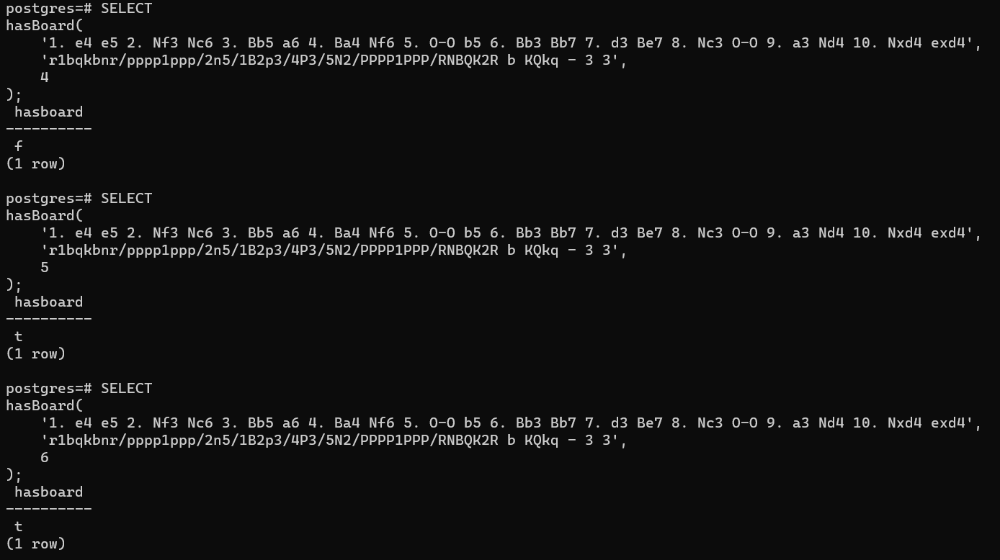 postgres=# SELECT
hasBoard(
    '1. e4 e5 2. Nf3 Nc6 3. Bb5 a6 4. Ba4 Nf6 5. O-O b5 6. Bb3 Bb7 7. d3 Be7 8. Nc3 O-O 9. a3 Nd4 10. Nxd4 exd4',
    'r1bqkbnr/pppp1ppp/2n5/1B2p3/4P3/5N2/PPPP1PPP/RNBQK2R b KQkq - 3 3',
    4
);
 hasboard
----------
 f
(1 row)

postgres=# SELECT
hasBoard(
    '1. e4 e5 2. Nf3 Nc6 3. Bb5 a6 4. Ba4 Nf6 5. O-O b5 6. Bb3 Bb7 7. d3 Be7 8. Nc3 O-O 9. a3 Nd4 10. Nxd4 exd4',
    'r1bqkbnr/pppp1ppp/2n5/1B2p3/4P3/5N2/PPPP1PPP/RNBQK2R b KQkq - 3 3',
    5
);
 hasboard
----------
 t
(1 row)

postgres=# SELECT
hasBoard(
    '1. e4 e5 2. Nf3 Nc6 3. Bb5 a6 4. Ba4 Nf6 5. O-O b5 6. Bb3 Bb7 7. d3 Be7 8. Nc3 O-O 9. a3 Nd4 10. Nxd4 exd4',
    'r1bqkbnr/pppp1ppp/2n5/1B2p3/4P3/5N2/PPPP1PPP/RNBQK2R b KQkq - 3 3',
    6
);
 hasboard
----------
 t
(1 row)